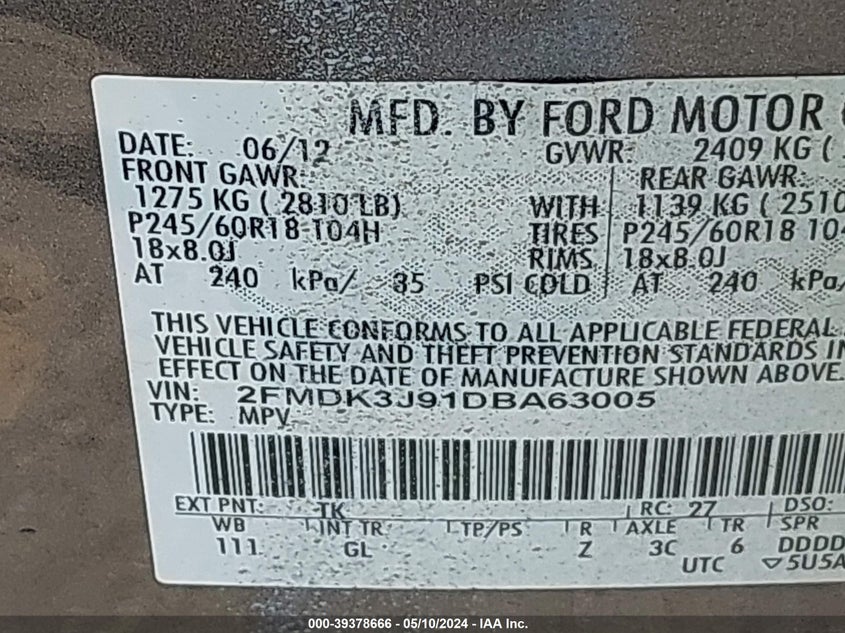 MFD. BY FORD MOTOR
DATE: 06/12 GVWR: 2409 KG (
FRONT GAWR: REAR GAWR:
1275 KG ( 2810 LB) WITH 1139 KG ( 2510
P245/60R18 104H TIRES P245/60R18 104
18x8.0J RIMS 18x8.0J
AT 240 kPa/ 35 PSI COLD AT 240 kPa/
THIS VEHICLE CONFORMS TO ALL APPLICABLE FEDERAL
VEHICLE SAFETY AND THEFT PREVENTION STANDARDS IN
EFFECT ON THE DATE OF MANUFACTURE SHOWN ABOVE.
VIN: 2FMDK3J91DBA63005
TYPE: MPV
EXT PNT: TK RC: 27 DSO:
WB INT TR TP/PS R AXLE TR SPR
111 GL Z 3C 6 DDDD
UTC ▽5U5A
000-39378666 - 05/10/2024 - IAA Inc.